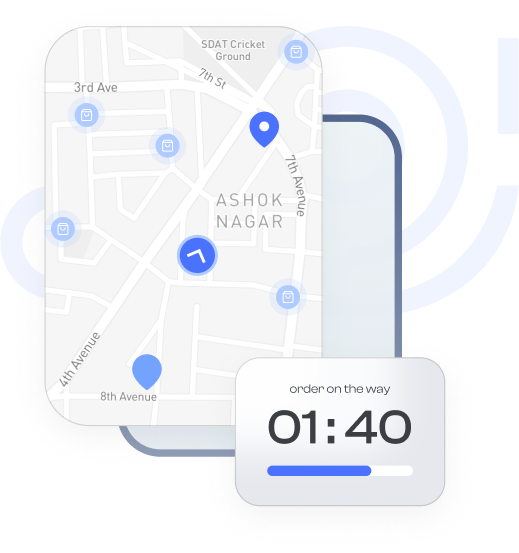 SDAT Cricket
Ground
7th St
3rd Ave
7th Avenue
ASHOK
NAGAR
4th Avenue
8th Avenue
order on the way
01:40